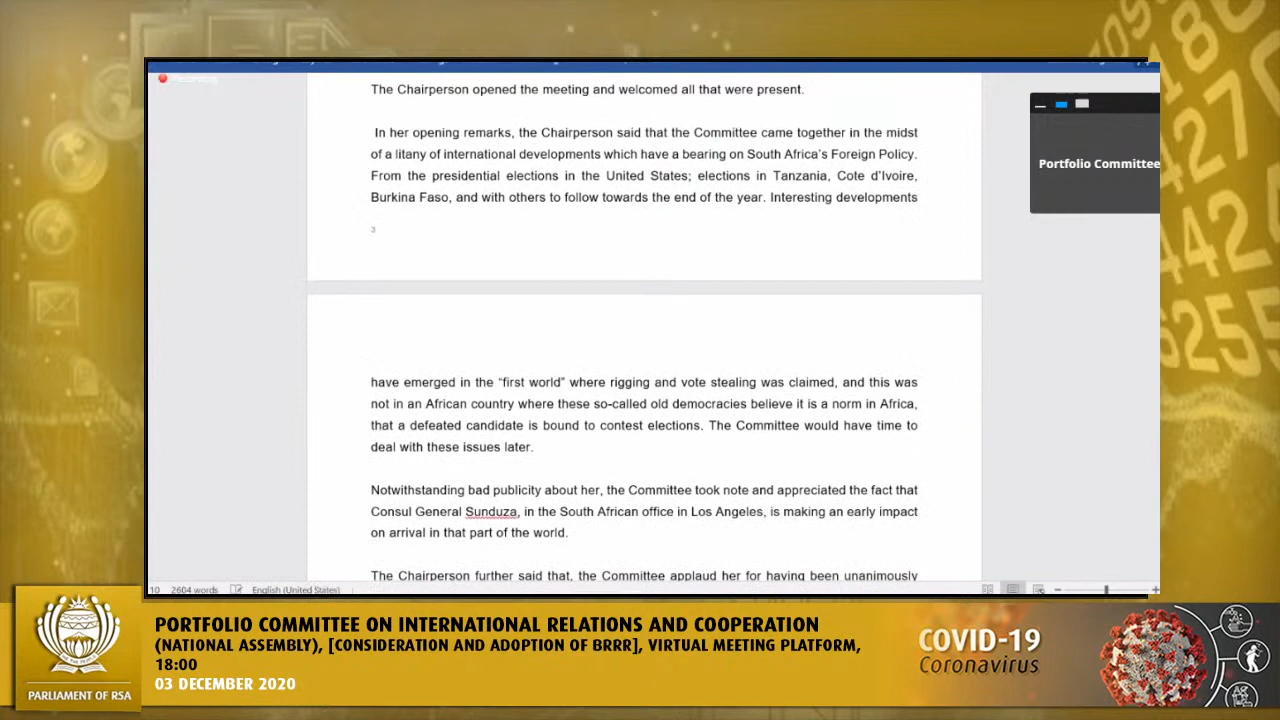 The Chairperson opened the meeting and welcomed all that were present.
In her opening remarks, the Chairperson said that the Committee came together in the midst
of a litany of international developments which have a bearing on South Africa's Foreign Policy.
From the presidential elections in the United States; elections in Tanzania, Cote d'Ivoire,
Burkina Faso, and with others to follow towards the end of the year. Interesting developments
3
Portfolio Committee
have emerged in the “first world” where rigging and vote stealing was claimed, and this was
not in an African country where these so-called old democracies believe it is a norm in Africa,
that a defeated candidate is bound to contest elections. The Committee would have time to
deal with these issues later.
Notwithstanding bad publicity about her, the Committee took note and appreciated the fact that
Consul General Sunduza, in the South African office in Los Angeles, is making an early impact
on arrival in that part of the world.
The Chairperson further said that, the Committee applaud her for having been unanimously
10 2604 words English (United States)
PARLIAMENT OF RSA
PORTFOLIO COMMITTEE ON INTERNATIONAL RELATIONS AND COOPERATION
(NATIONAL ASSEMBLY), [CONSIDERATION AND ADOPTION OF BRRR], VIRTUAL MEETING PLATFORM,
18:00
03 DECEMBER 2020
COVID-19
Coronavirus